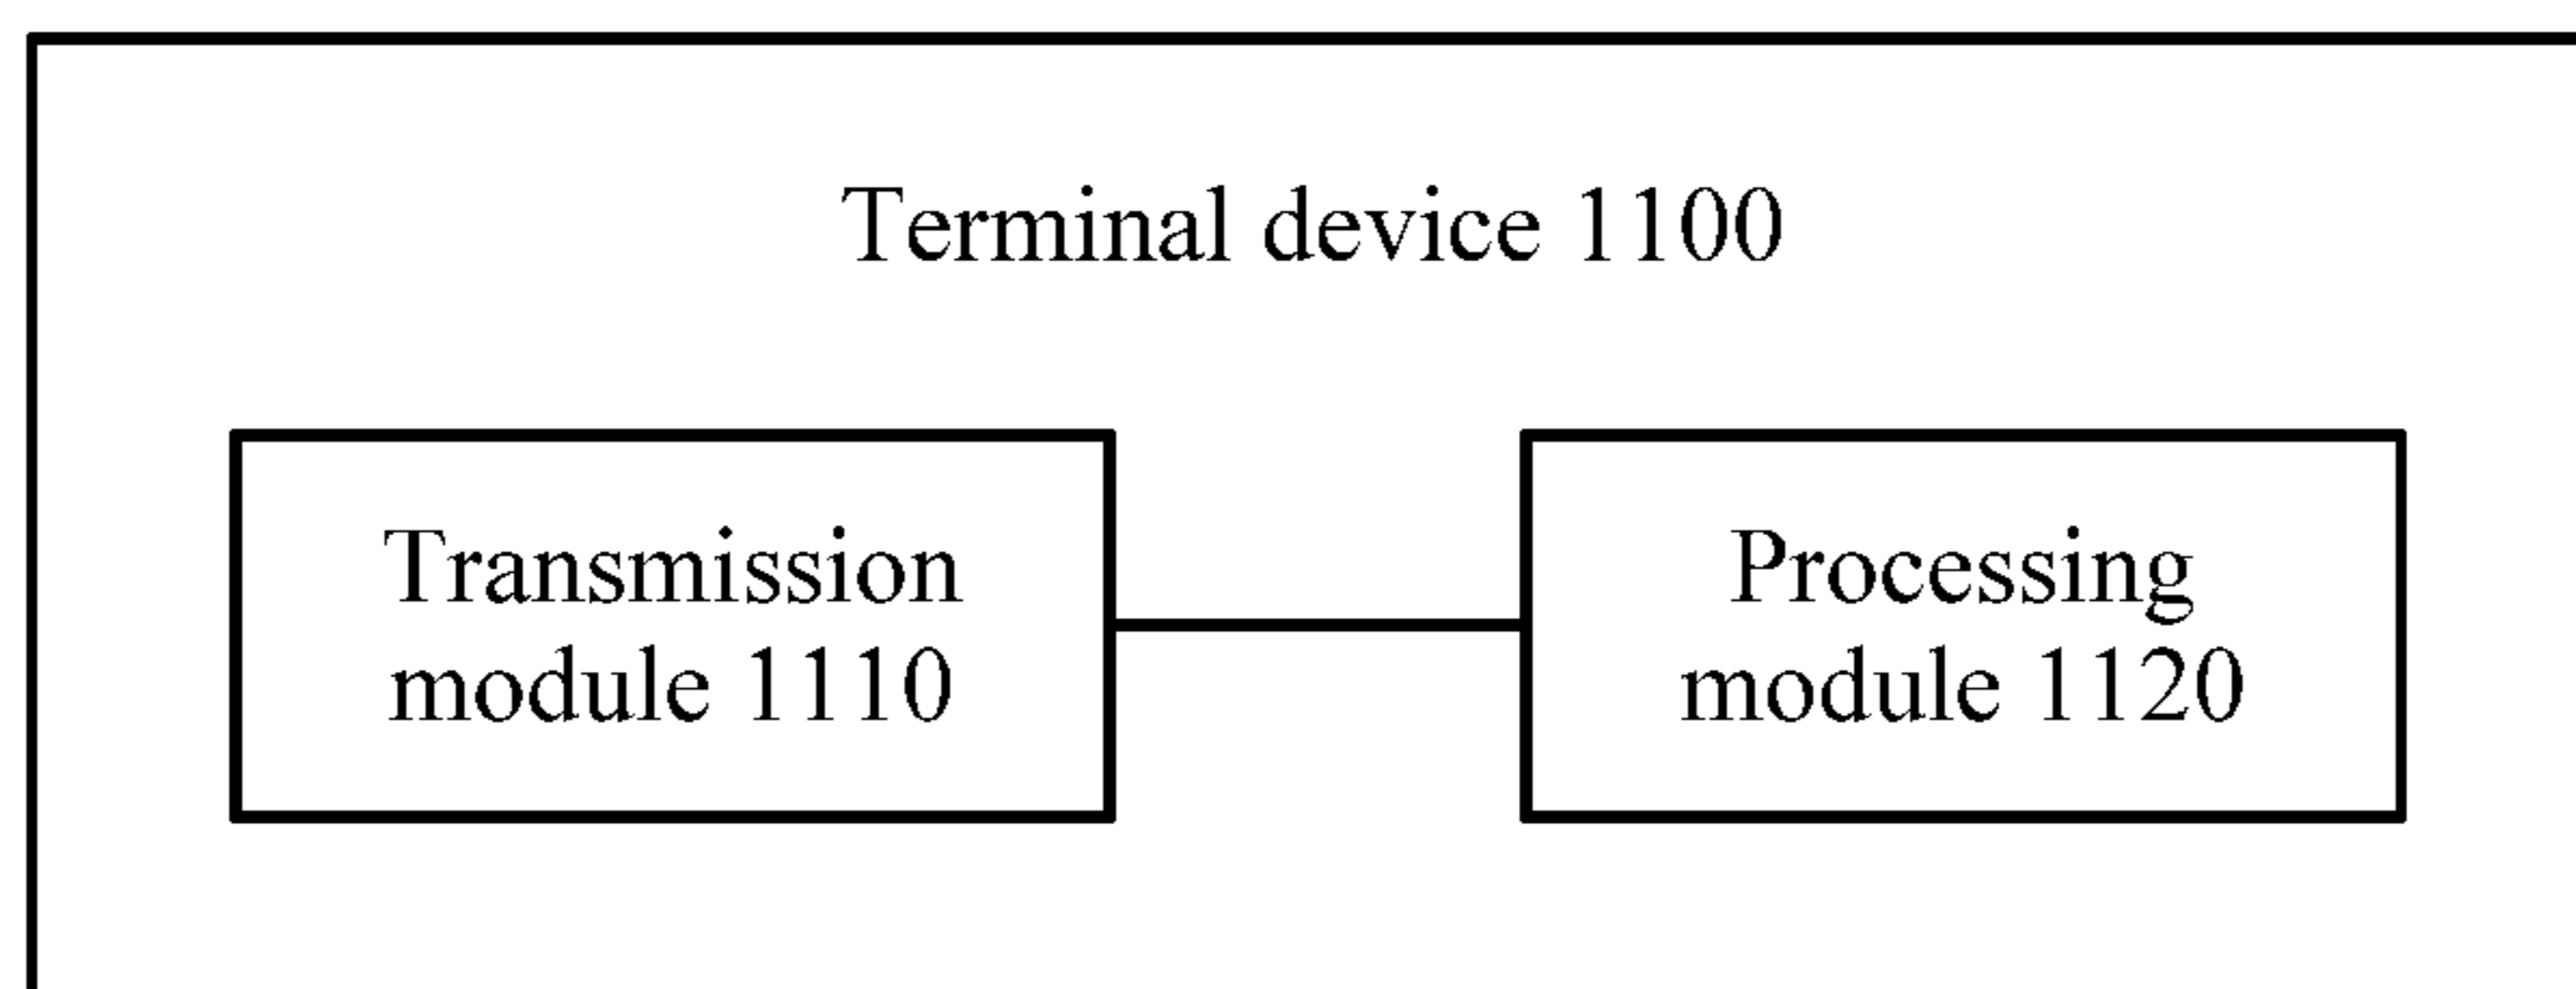 Terminal device 1100
Transmission
module 1110
Processing
module 1120